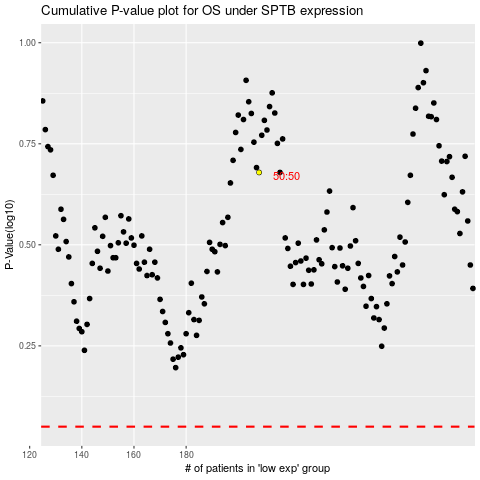 Cumulative P-value plot for OS under SPTB expression
1.00
0.75
0.50
0.25
P-Value(log10)
50:50
120 140 160 180
# of patients in 'low exp' group